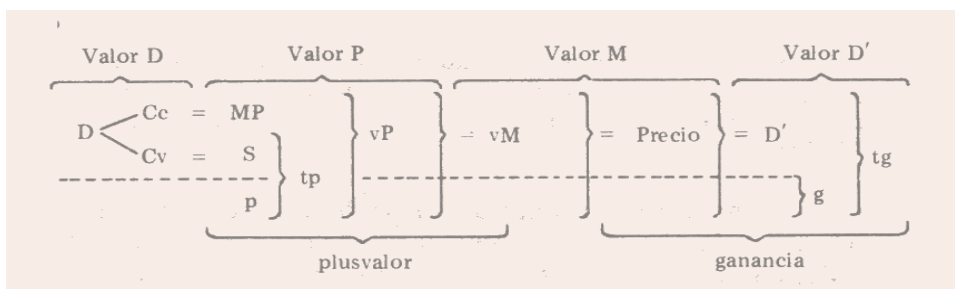 Valor D Valor P Valor M Valor D′
Cc = MP
D vP = vM = Precio = D′
Cv = S
tp tg
p g
plusvalor ganancia